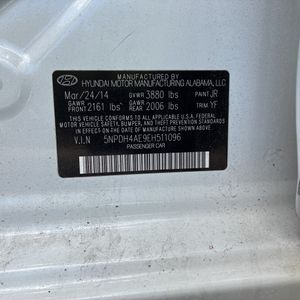 HYUNDAI MOTOR MANUFACTURING ALABAMA, LLC
Mar/24/14 GVWR 3880 lbs PAINT JR
GAWR FRONT 2161 lbs GAWR REAR 2006 lbs TRIM YF
THIS VEHICLE CONFORMS TO ALL APPLICABLE FEDERAL
MOTOR VEHICLE SAFETY, BUMPER, AND THEFT PREVENTION
STANDARDS IN EFFECT ON THE DATE OF
MANUFACTURE SHOWN ABOVE.
V.I.N 5NPDH4AE9EH511096
PASSENGER CAR